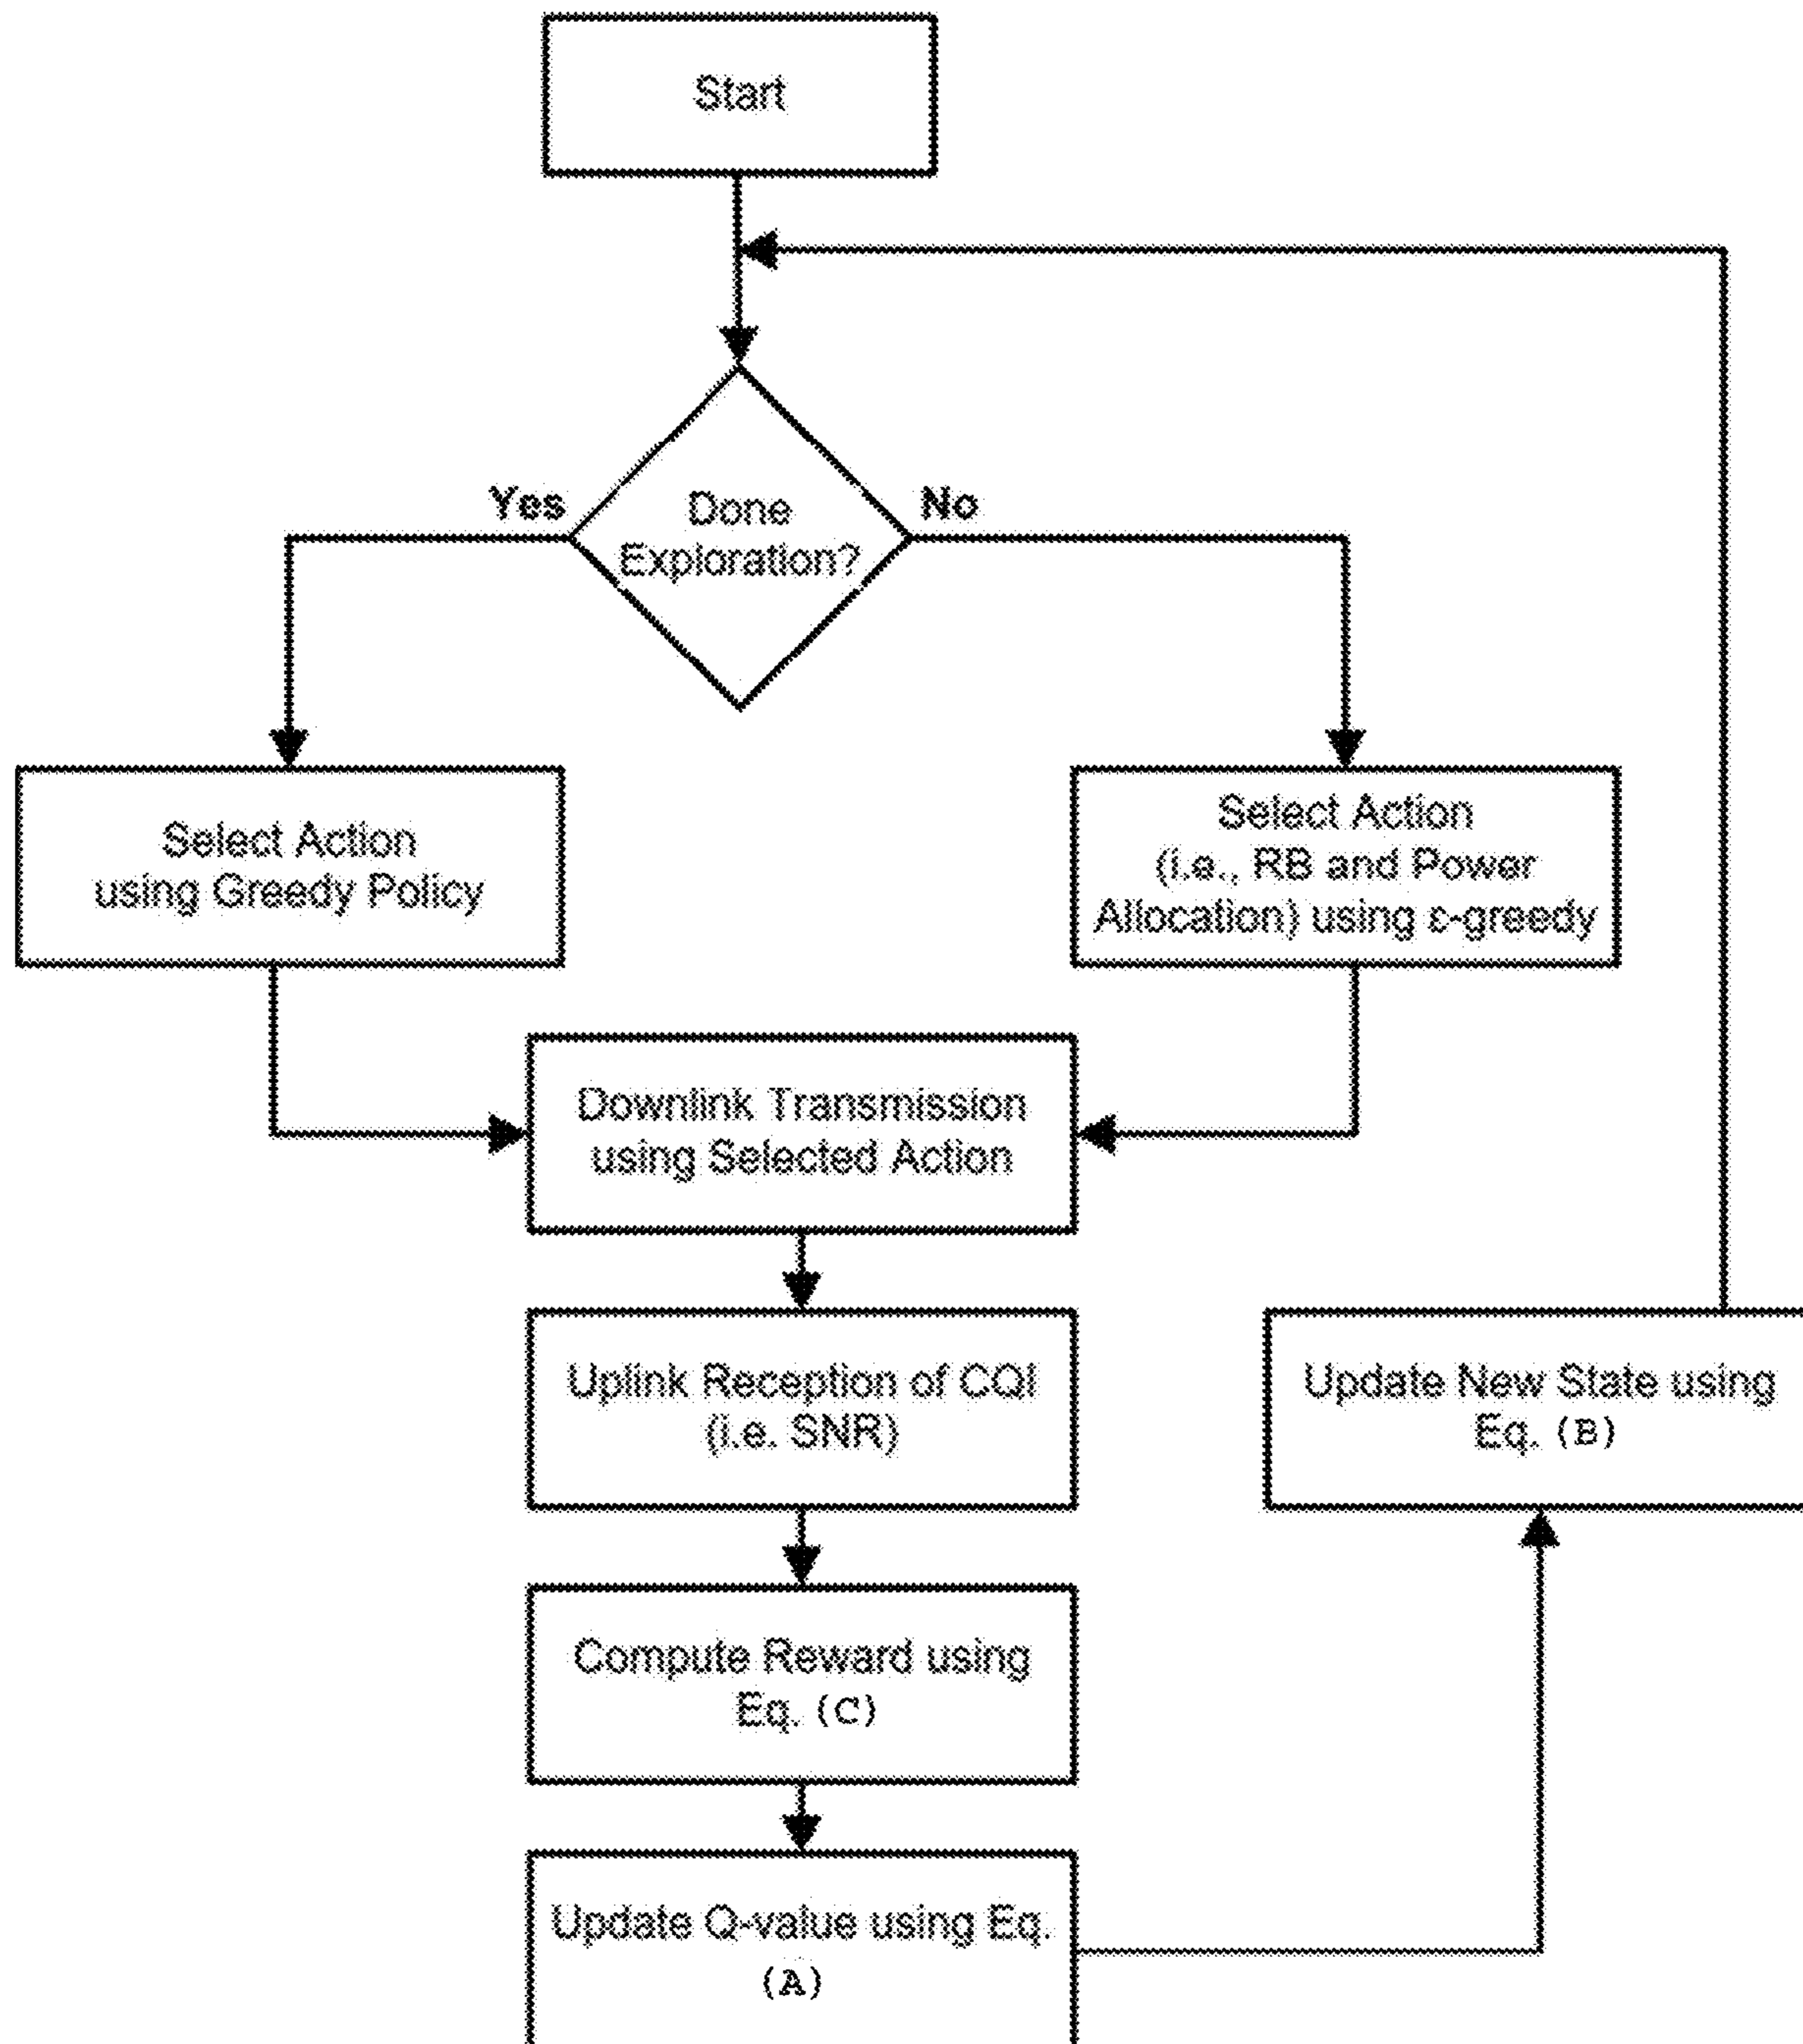 Start
Yes
Done
No
Exploration?
Select Action
using Greedy Policy
Select Action
(i.e., RB and Power
Allocation) using ε-greedy
Downlink Transmission
using Selected Action
Uplink Reception of CQI
(i.e. SNR)
Update New State using
Eq. (B)
Compute Reward using
Eq. (C)
Update Q-value using Eq.
(A)